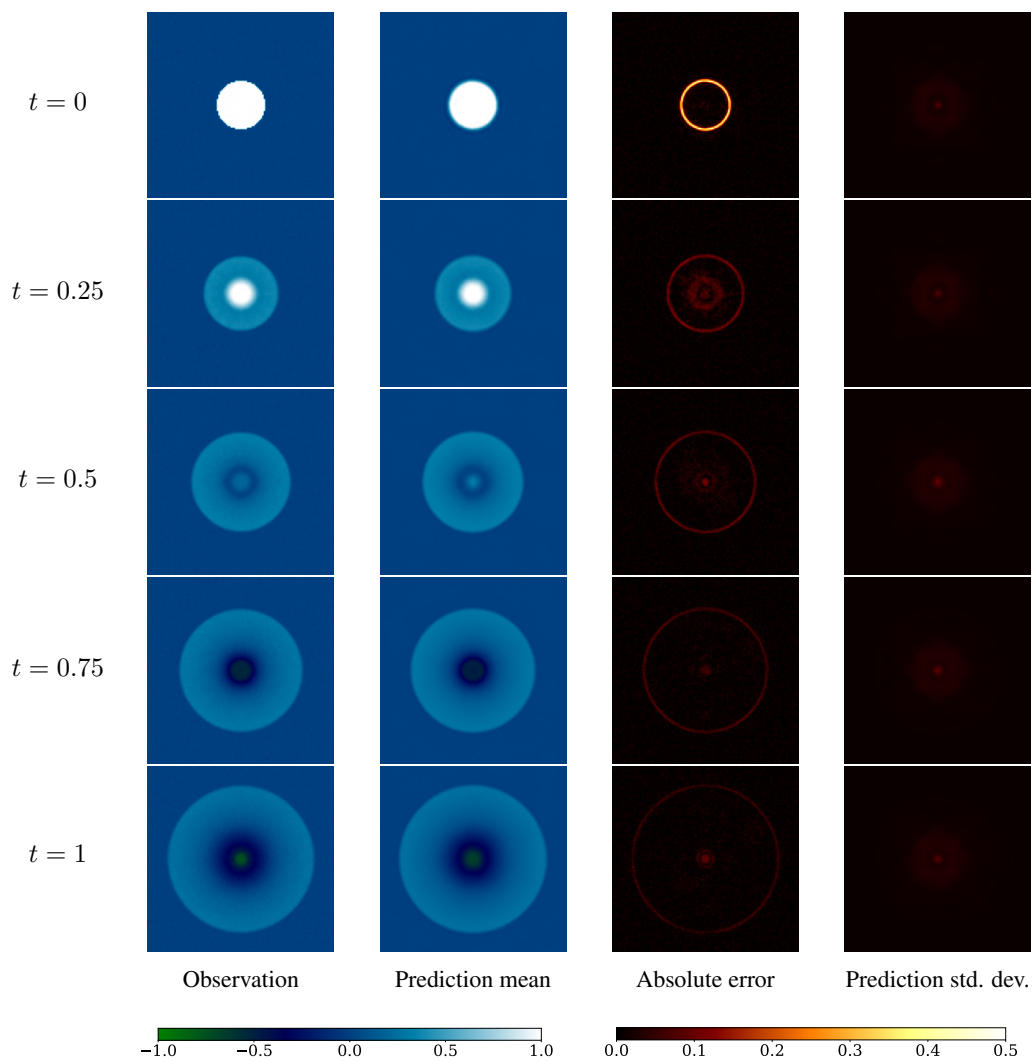 t = 0
t = 0.25
t = 0.5
t = 0.75
t = 1
Observation Prediction mean Absolute error Prediction std. dev.
−1.0 −0.5 0.0 0.5 1.0 0.0 0.1 0.2 0.3 0.4 0.5